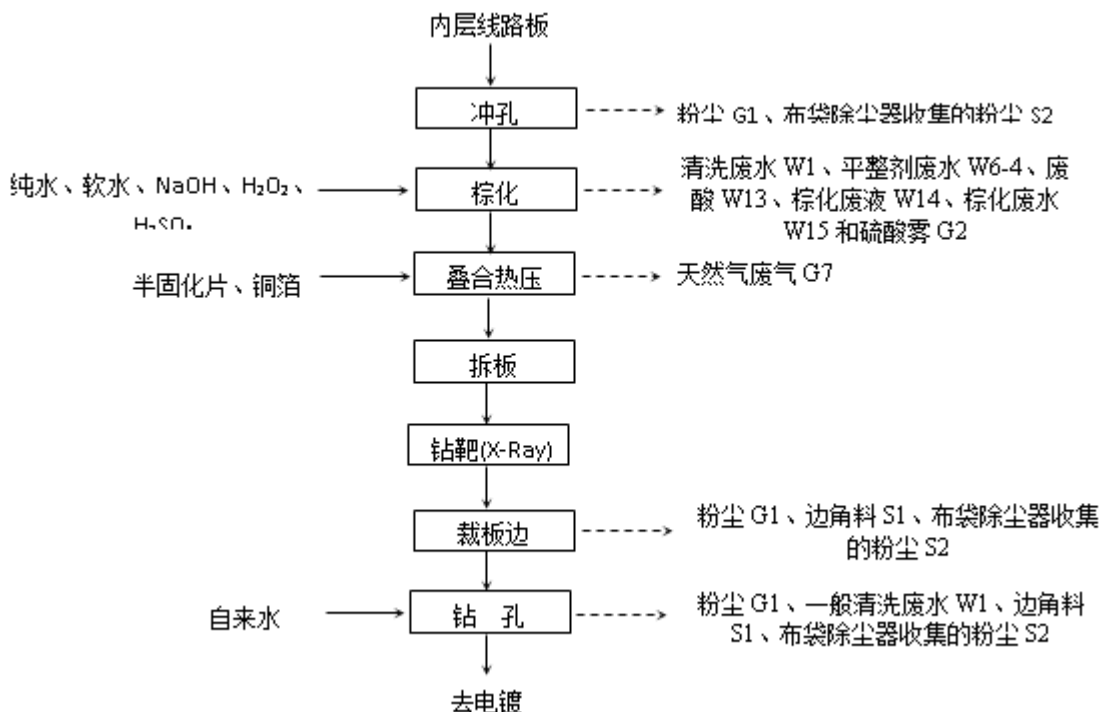 内层线路板
冲孔
粉尘 G1、布袋除尘器收集的粉尘 S2
纯水、软水、NaOH、H₂O₂、
H₂SO₄
棕化
清洗废水 W1、平整剂废水 W6-4、废
酸 W13、棕化废液 W14、棕化废水
W15 和硫酸雾 G2
半固化片、铜箔
叠合热压
天然气废气 G7
拆板
钻靶(X-Ray)
裁板边
粉尘 G1、边角料 S1、布袋除尘器收集
的粉尘 S2
自来水
钻 孔
粉尘 G1、一般清洗废水 W1、边角料
S1、布袋除尘器收集的粉尘 S2
去电镀